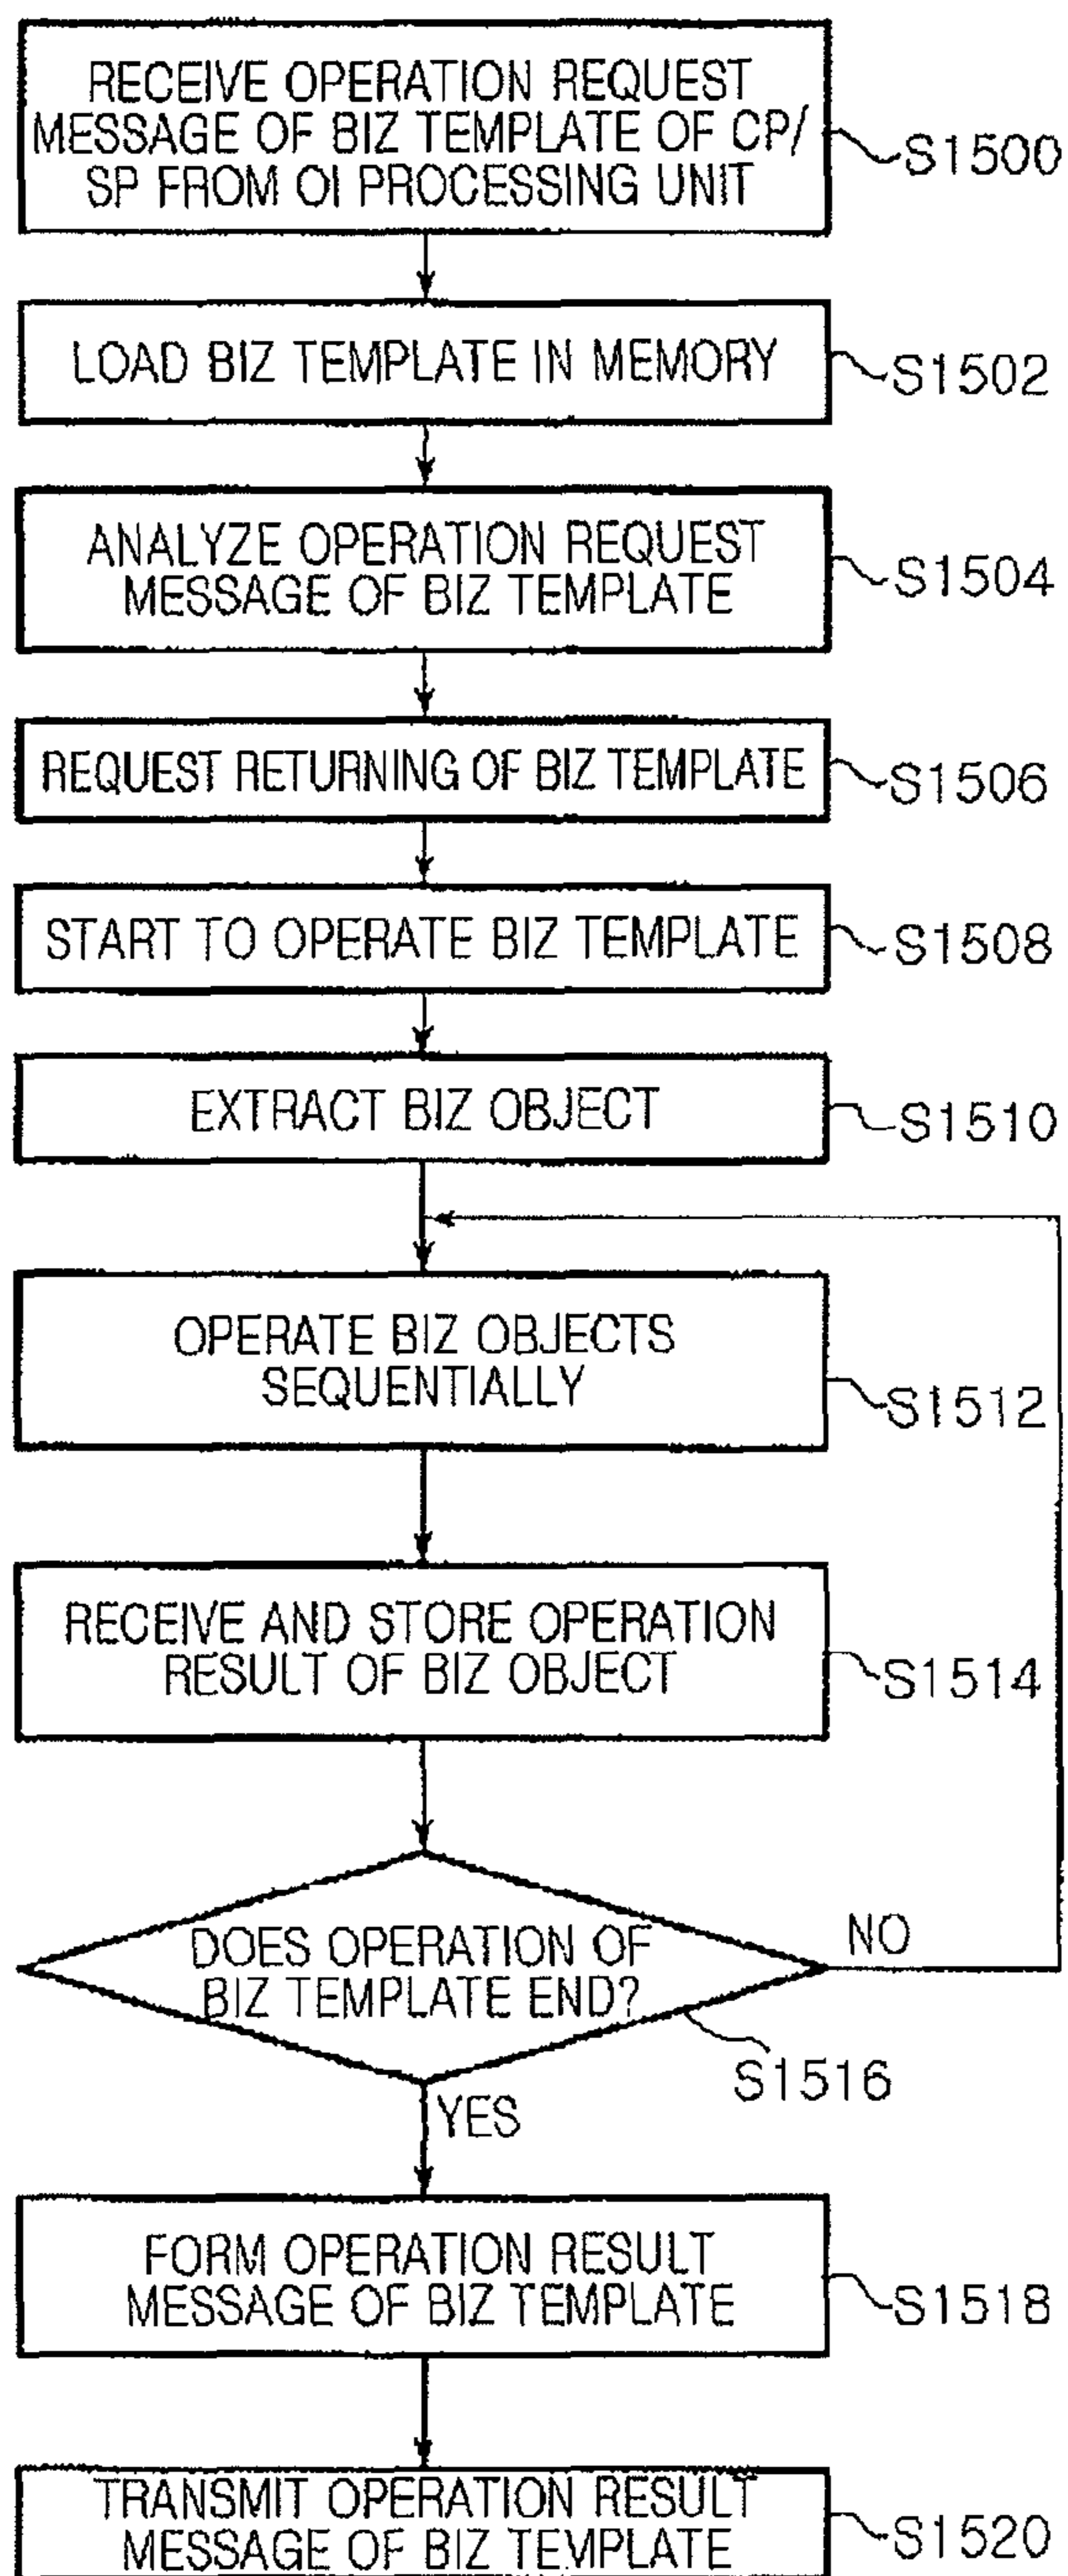 RECEIVE OPERATION REQUEST
MESSAGE OF BIZ TEMPLATE OF CP/
SP FROM OI PROCESSING UNIT
S1500
LOAD BIZ TEMPLATE IN MEMORY
S1502
ANALYZE OPERATION REQUEST
MESSAGE OF BIZ TEMPLATE
S1504
REQUEST RETURNING OF BIZ TEMPLATE
S1506
START TO OPERATE BIZ TEMPLATE
S1508
EXTRACT BIZ OBJECT
S1510
OPERATE BIZ OBJECTS
SEQUENTIALLY
S1512
RECEIVE AND STORE OPERATION
RESULT OF BIZ OBJECT
S1514
DOES OPERATION OF
BIZ TEMPLATE END?
NO
S1516
YES
FORM OPERATION RESULT
MESSAGE OF BIZ TEMPLATE
S1518
TRANSMIT OPERATION RESULT
MESSAGE OF BIZ TEMPLATE
S1520